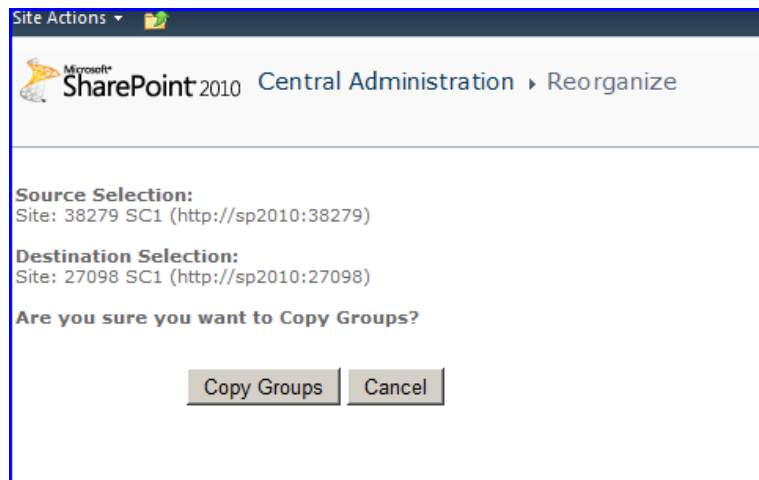 Site Actions
Microsoft®
SharePoint 2010 Central Administration Reorganize
Source Selection:
Site: 38279 SC1 (http://sp2010:38279)
Destination Selection:
Site: 27098 SC1 (http://sp2010:27098)
Are you sure you want to Copy Groups?
Copy Groups Cancel